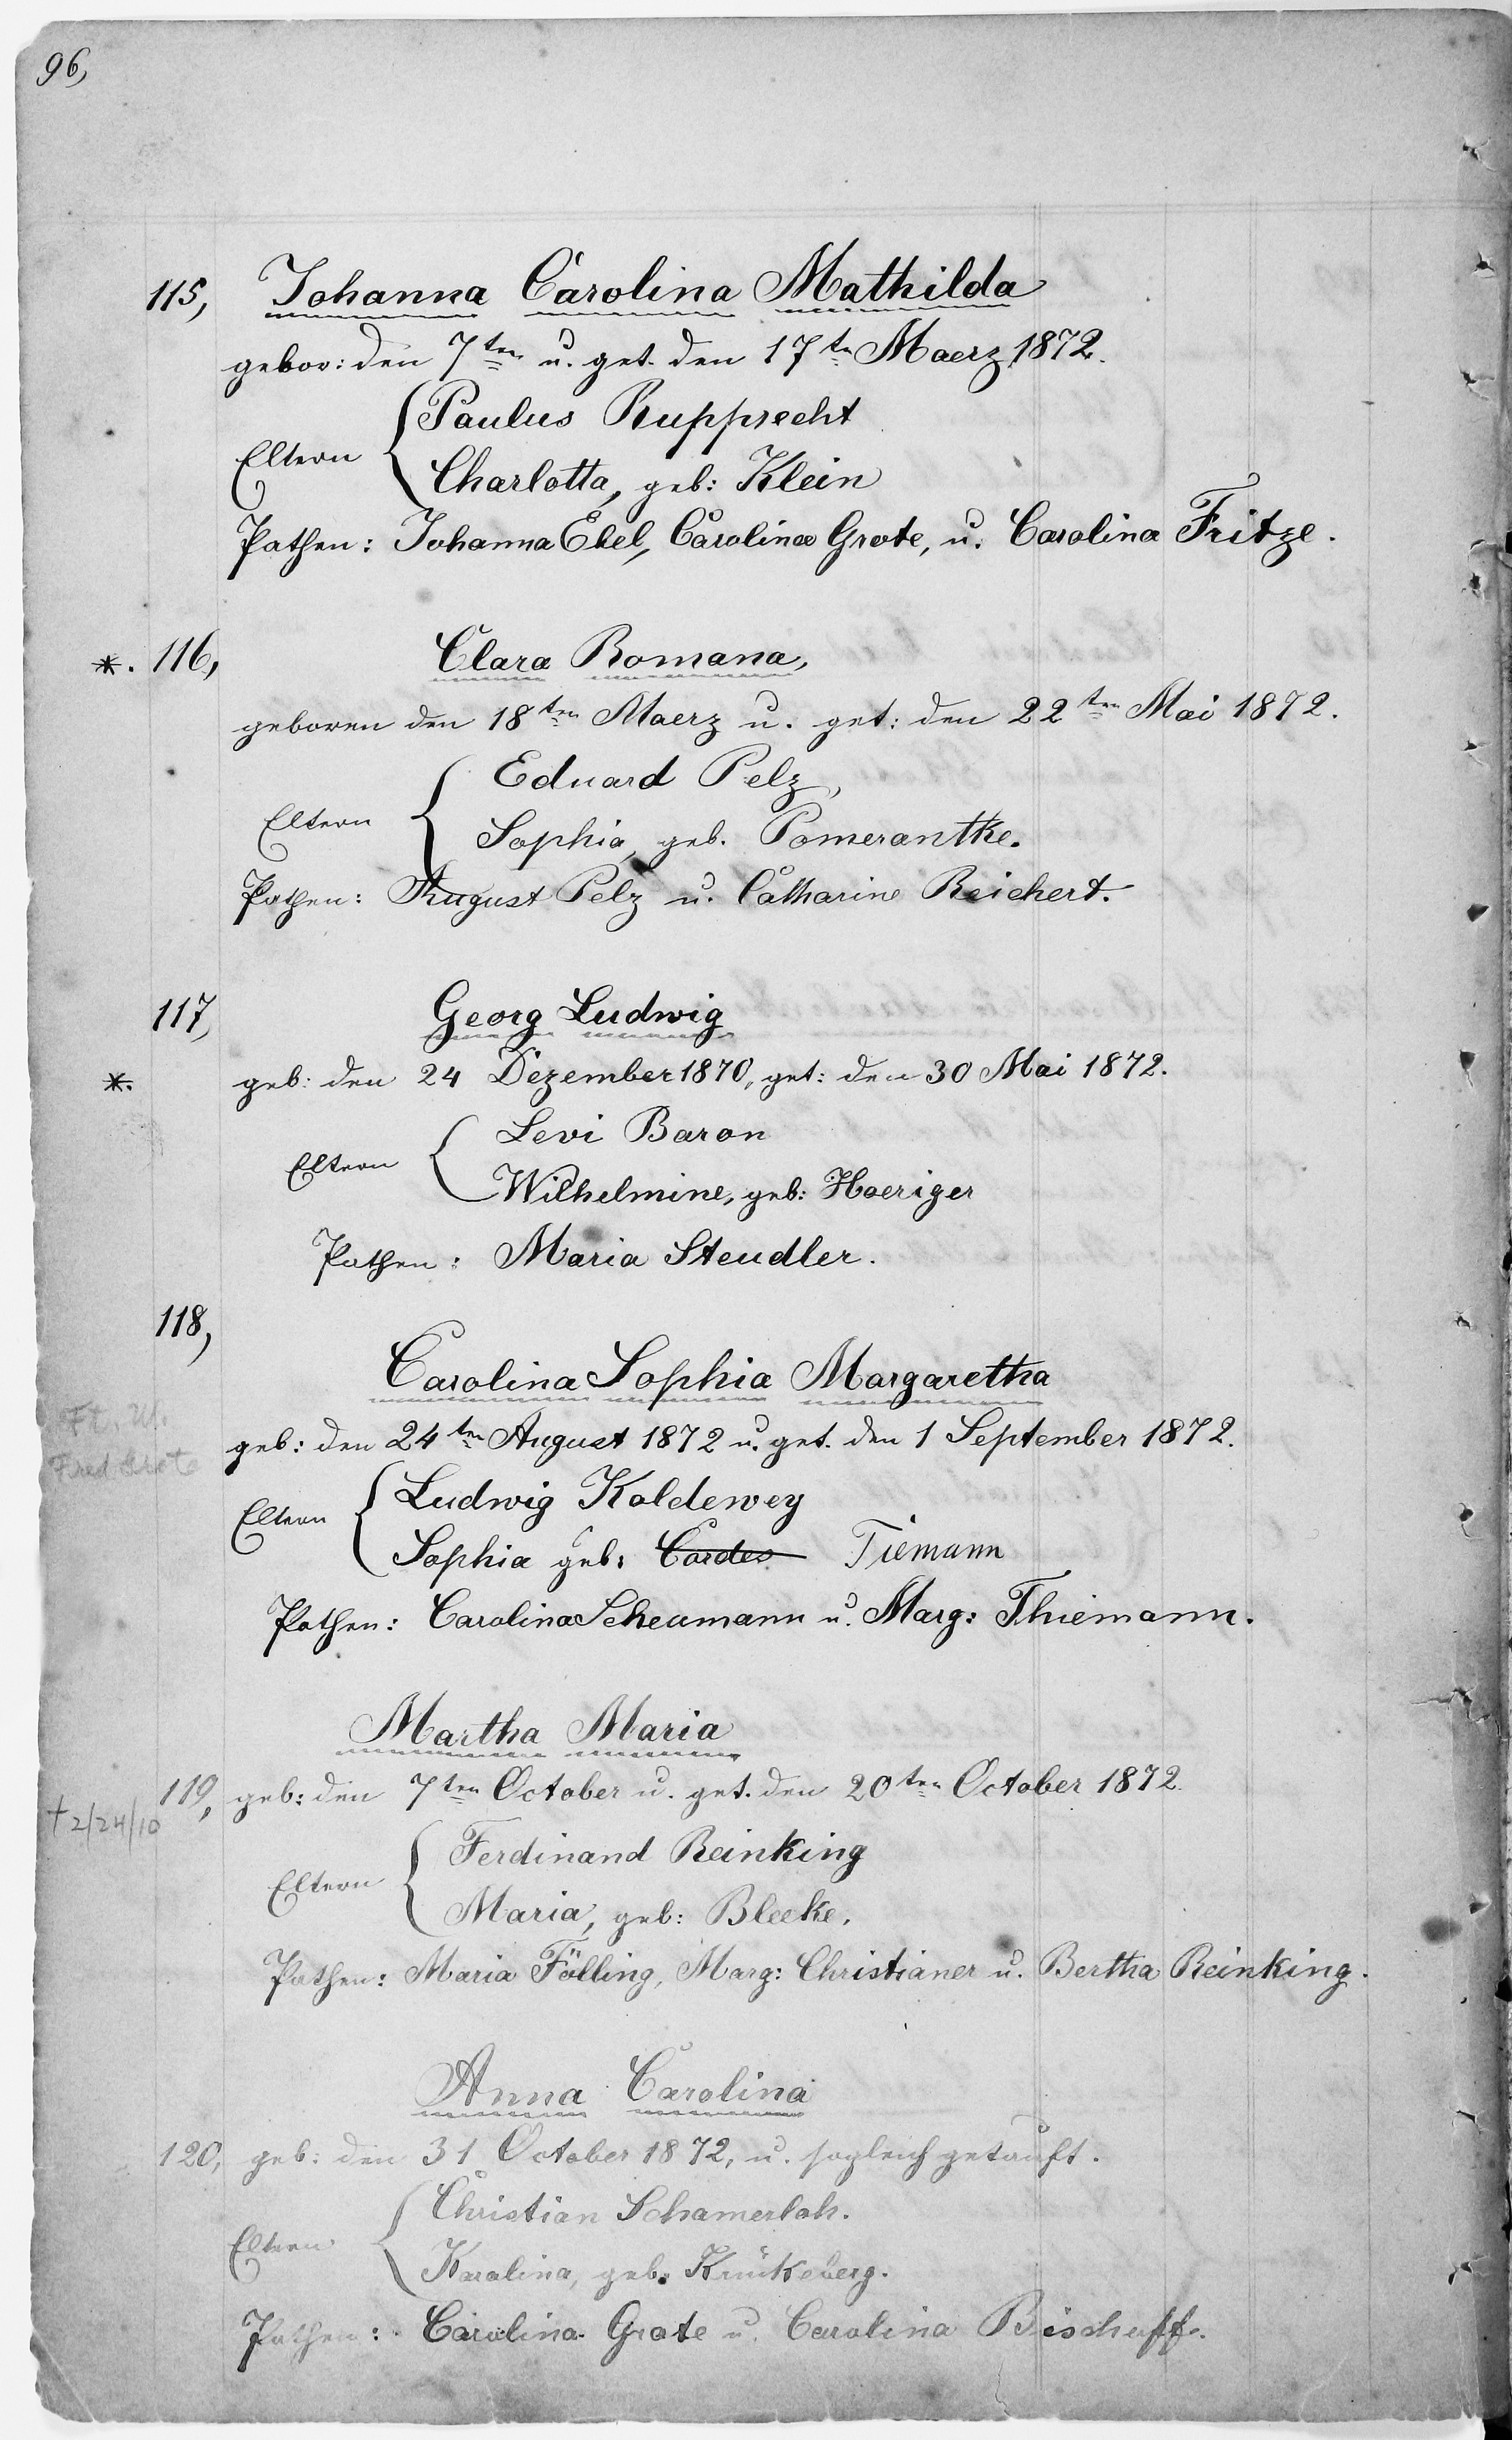 96,
115, Johanna Carolina Mathilda
gebor: den 7ten u. get. den 17tn Maerz 1872.
Eltern { Paulus Rupprecht
Charlotta, geb: Klein
Pathen: Johanna Ebel, Carolina Grote, u. Carolina Fritze.
*. 116, Clara Romana,
geboren den 18ten Maerz u. get: den 22ten Mai 1872.
Eltern { Eduard Pelz,
Sophia, geb. Pomerantke.
Pathen: August Pelz u. Catharine Reichert.
117, Georg Ludwig
*. geb: den 24 Dezember 1870, get: den 30 Mai 1872.
Eltern { Levi Baron
Wilhelmine, geb: Haeriger
Pathen: Maria Steudler.
118,
Carolina Sophia Margaretha
geb: den 24ten August 1872 u. get. den 1 September 1872.
Fred Grote
Eltern { Ludwig Koldewey
Sophia geb: Cordes Tiemann
Pathen: Carolina Scheumann u. Marg: Thiemann.
Martha Maria
119, geb: den 7ten October u. get. den 20ten October 1872.
+2/24/10
Eltern { Ferdinand Reinking
Maria, geb: Bleeke.
Pathen: Maria Fölling, Marg: Christianer u. Bertha Reinking.
Anna Carolina
120, geb: den 31 October 1872, u. sogleich getauft.
Eltern { Christian Schamerloh.
Karolina, geb. Krückeberg.
Pathen: Carolina Grote u. Carolina Bischoff.